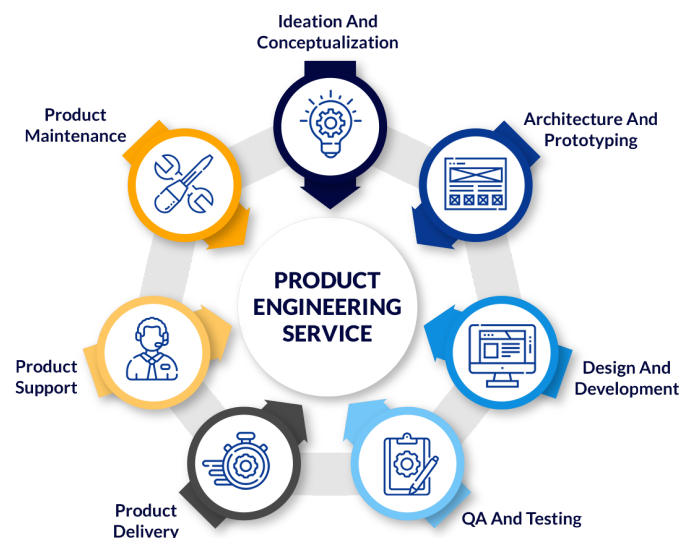 Ideation And
Conceptualization
Architecture And
Prototyping
Design And
Development
QA And Testing
Product
Delivery
Product
Support
Product
Maintenance
PRODUCT
ENGINEERING
SERVICE